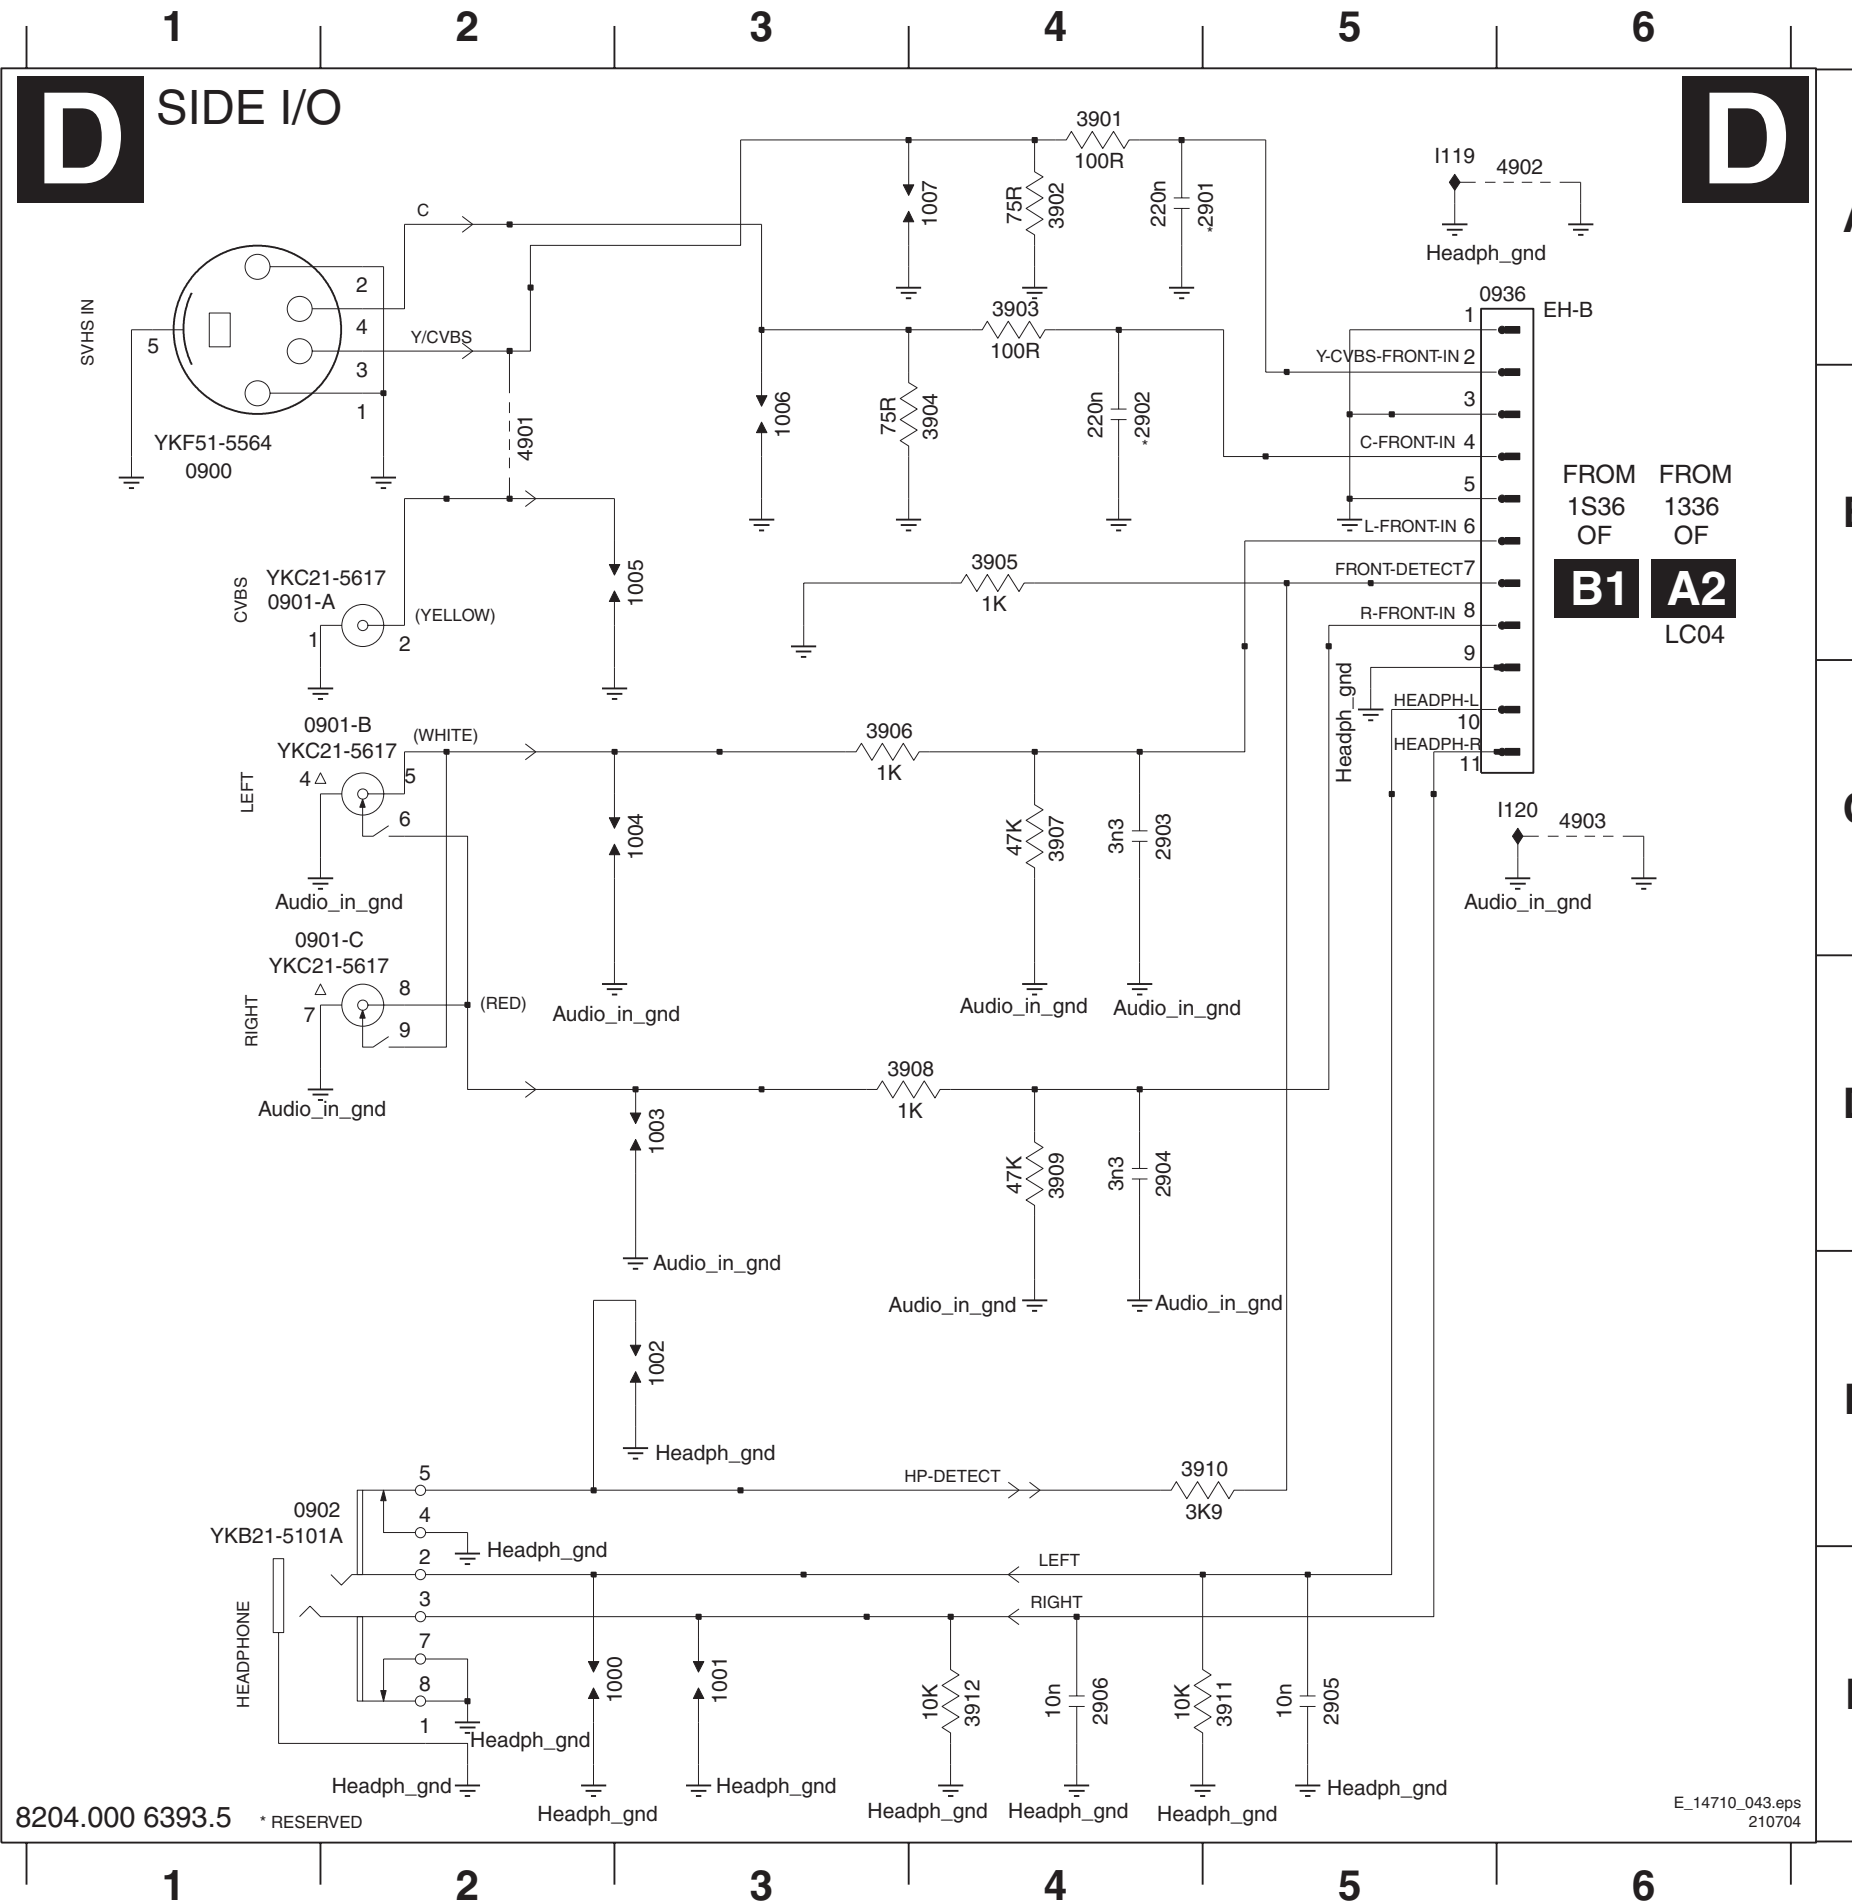 1 2 3 4 5 6
D SIDE I/O D
3901
100R
I119 4902
1007
75R
3902
220n
*2901
C
Headph_gnd
SVHS IN
2
4
3
1
5
Y/CVBS
YKF51-5564
0900
4901
3903
100R
1006
75R
3904
220n
*2902
0936
EH-B
1
Y-CVBS-FRONT-IN 2
3
C-FRONT-IN 4
5
L-FRONT-IN 6
FRONT-DETECT 7
R-FRONT-IN 8
9
HEADPH-L
10
HEADPH-R
11
Headph_gnd
FROM
1S36
OF
B1
FROM
1336
OF
A2
LC04
CVBS
YKC21-5617
0901-A
1
2
(YELLOW)
1005
3905
1K
0901-B
YKC21-5617
(WHITE)
LEFT
4
5
6
Audio_in_gnd
1004
Audio_in_gnd
3906
1K
47K
3907
Audio_in_gnd
3n3
2903
Audio_in_gnd
I120 4903
Audio_in_gnd
0901-C
YKC21-5617
RIGHT
7
8
9
(RED)
Audio_in_gnd
1003
Audio_in_gnd
3908
1K
47K
3909
Audio_in_gnd
3n3
2904
Audio_in_gnd
1002
Headph_gnd
HP-DETECT
3910
3K9
0902
YKB21-5101A
HEADPHONE
5
4
Headph_gnd
2
3
7
8
1
Headph_gnd
Headph_gnd
LEFT
RIGHT
1000
Headph_gnd
1001
Headph_gnd
10K
3912
Headph_gnd
10n
2906
Headph_gnd
10K
3911
Headph_gnd
10n
2905
Headph_gnd
8204.000 6393.5 * RESERVED
E_14710_043.eps
210704
1 2 3 4 5 6